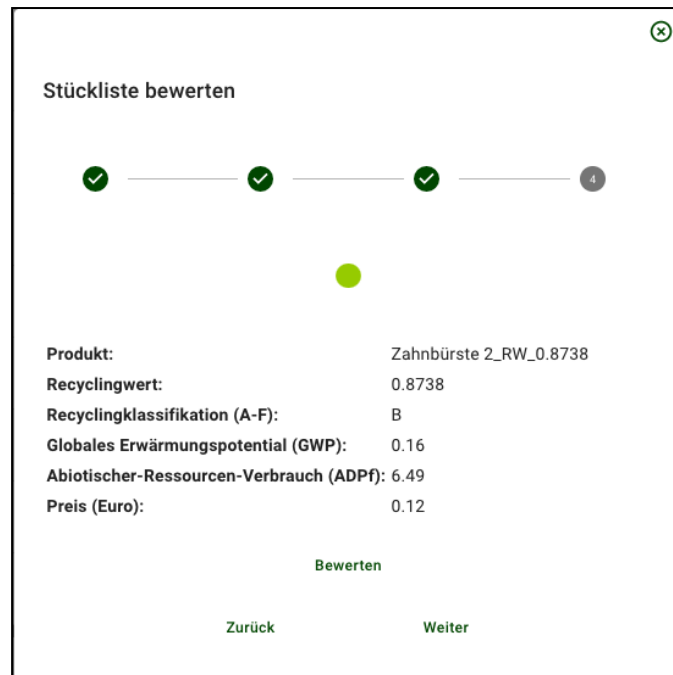 Stückliste bewerten
4
Produkt: Zahnbürste 2_RW_0.8738
Recyclingwert: 0.8738
Recyclingklassifikation (A-F): B
Globales Erwärmungspotential (GWP): 0.16
Abiotischer-Ressourcen-Verbrauch (ADPf): 6.49
Preis (Euro): 0.12
Bewerten
Zurück Weiter